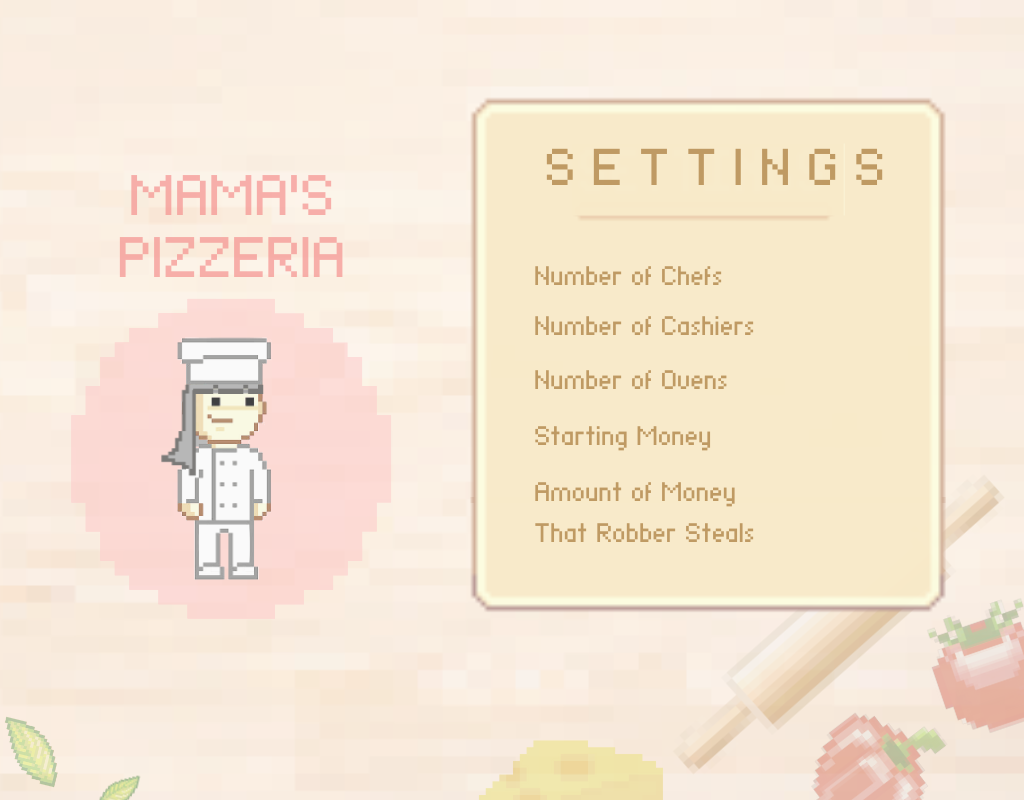 MAMA'S
PIZZERIA
SETTINGS
Number of Chefs
Number of Cashiers
Number of Ovens
Starting Money
Amount of Money
That Robber Steals